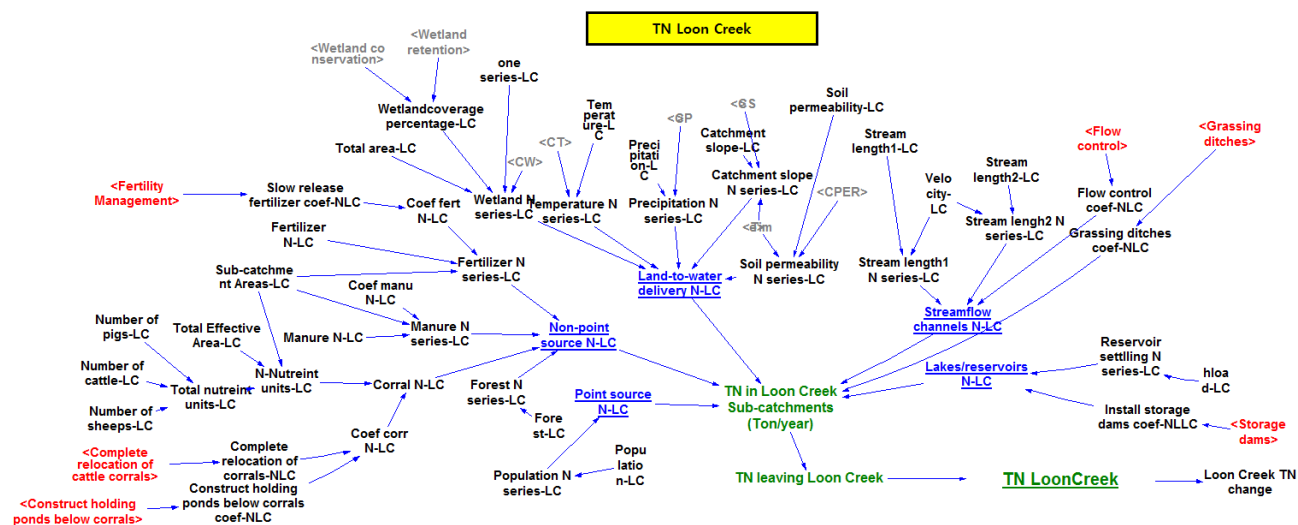 TN Loon Creek
<Wetland co
nservation>
<Wetland
retention>
one
series-LC
Wetlandcoverage
percentage-LC
Total area-LC
<CW>
<CT>
Tem
perat
ure-L
C
Preci
pitati
on-L
C
<CP>
<CS>
Catchment
slope-LC
Soil
permeability-LC
Catchment slope
N series-LC
<CPER>
Stream
length1-LC
Velo
city-
LC
Stream
length2-LC
<Flow
control>
<Grassing
ditches>
Flow control
coef-NLC
Grassing ditches
coef-NLC
Stream lengh2 N
series-LC
Stream length1
N series-LC
<Fertility
Management>
Slow release
fertilizer coef-NLC
Coef fert
N-LC
Wetland N
series-LC
Temperature N
series-LC
Precipitation N
series-LC
Soil permeability
N series-LC
Fertilizer
N-LC
Fertilizer N
series-LC
Land-to-water
delivery N-LC
Sub-catchme
nt Areas-LC
Coef manu
N-LC
Manure N-LC
Manure N
series-LC
Non-point
source N-LC
Streamflow
channels N-LC
Number of
pigs-LC
Total Effective
Area-LC
Number of
cattle-LC
Total nutreint
units-LC
N-Nutreint
units-LC
Corral N-LC
Number of
sheeps-LC
Forest N
series-LC
Fore
st-LC
Point source
N-LC
TN in Loon Creek
Sub-catchments
(Ton/year)
Lakes/reservoirs
N-LC
Reservoir
settlling N
series-LC
hloa
d-LC
Install storage
dams coef-NLLC
<Storage
dams>
Coef corr
N-LC
<Complete
relocation of
cattle corrals>
Complete
relocation of
corrals-NLC
<Construct holding
ponds below corrals>
Construct holding
ponds below corrals
coef-NLC
Population N
series-LC
Popu
latio
n-LC
TN leaving Loon Creek
TN LoonCreek
Loon Creek TN
change